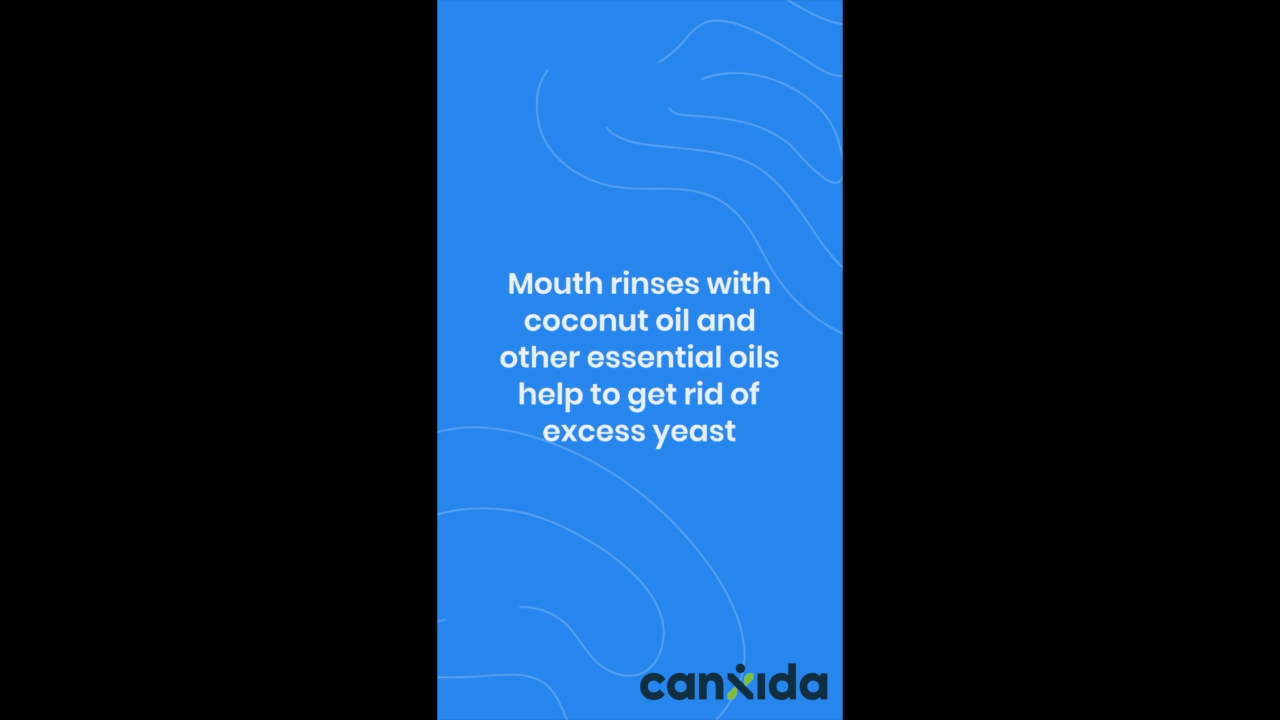 Mouth rinses with
coconut oil and
other essential oils
help to get rid of
excess yeast
canxida